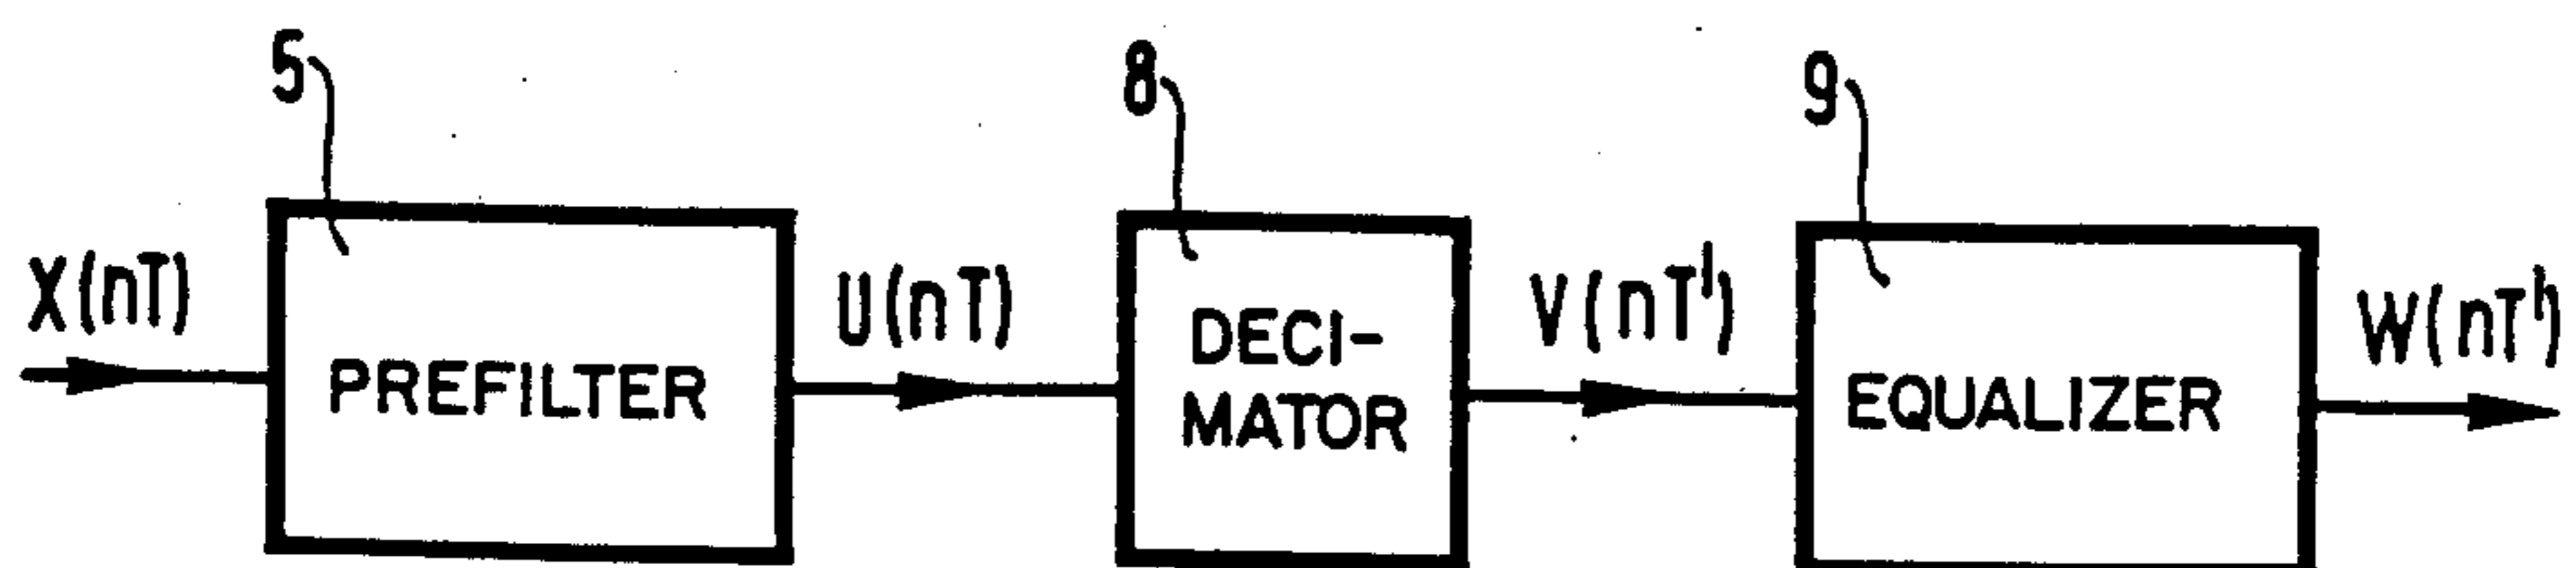 5
8
9
X(nT)
PREFILTER
U(nT)
DECI-
MATOR
V(nT')
EQUALIZER
W(nT')